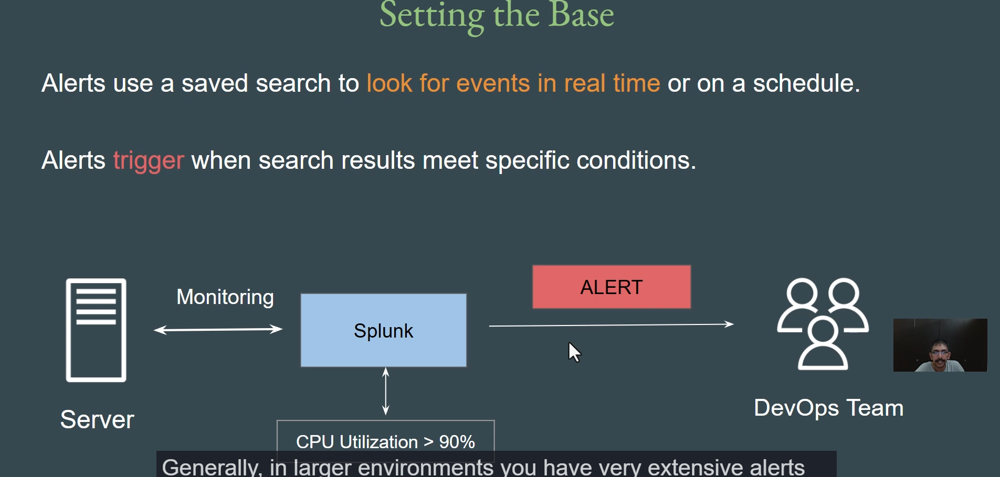 Setting the Base
Alerts use a saved search to look for events in real time or on a schedule.
Alerts trigger when search results meet specific conditions.
ALERT
Monitoring
Splunk
Server
DevOps Team
CPU Utilization > 90%
Generally, in larger environments you have very extensive alerts